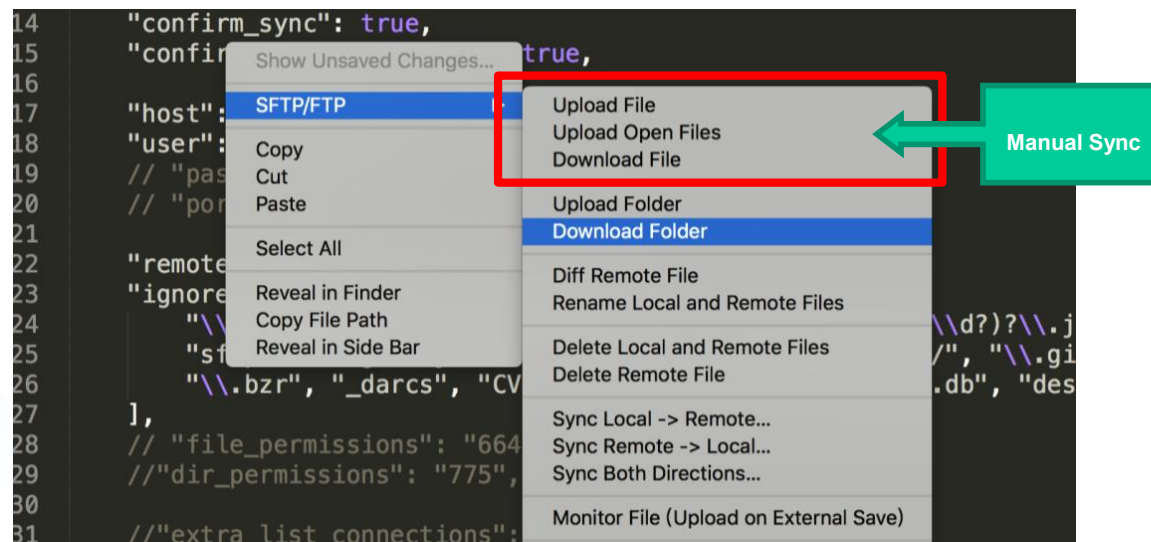 14 "confirm_sync": true,
15 "confir true,
16
17 "host":
18 "user":
19 // "pas
20 // "por
21
22 "remote
23 "ignore
24 "\\ \\d?)?\\.j
25 "sf /", "\\.gi
26 "\\.bzr", "_darcs", "CV .db", "des
27 ],
28 // "file_permissions": "664
29 //"dir_permissions": "775",
30
31 //"extra_list_connections":
Show Unsaved Changes...
SFTP/FTP
Copy
Cut
Paste
Select All
Reveal in Finder
Copy File Path
Reveal in Side Bar
Upload File
Upload Open Files
Download File
Upload Folder
Download Folder
Diff Remote File
Rename Local and Remote Files
Delete Local and Remote Files
Delete Remote File
Sync Local -> Remote...
Sync Remote -> Local...
Sync Both Directions...
Monitor File (Upload on External Save)
Manual Sync